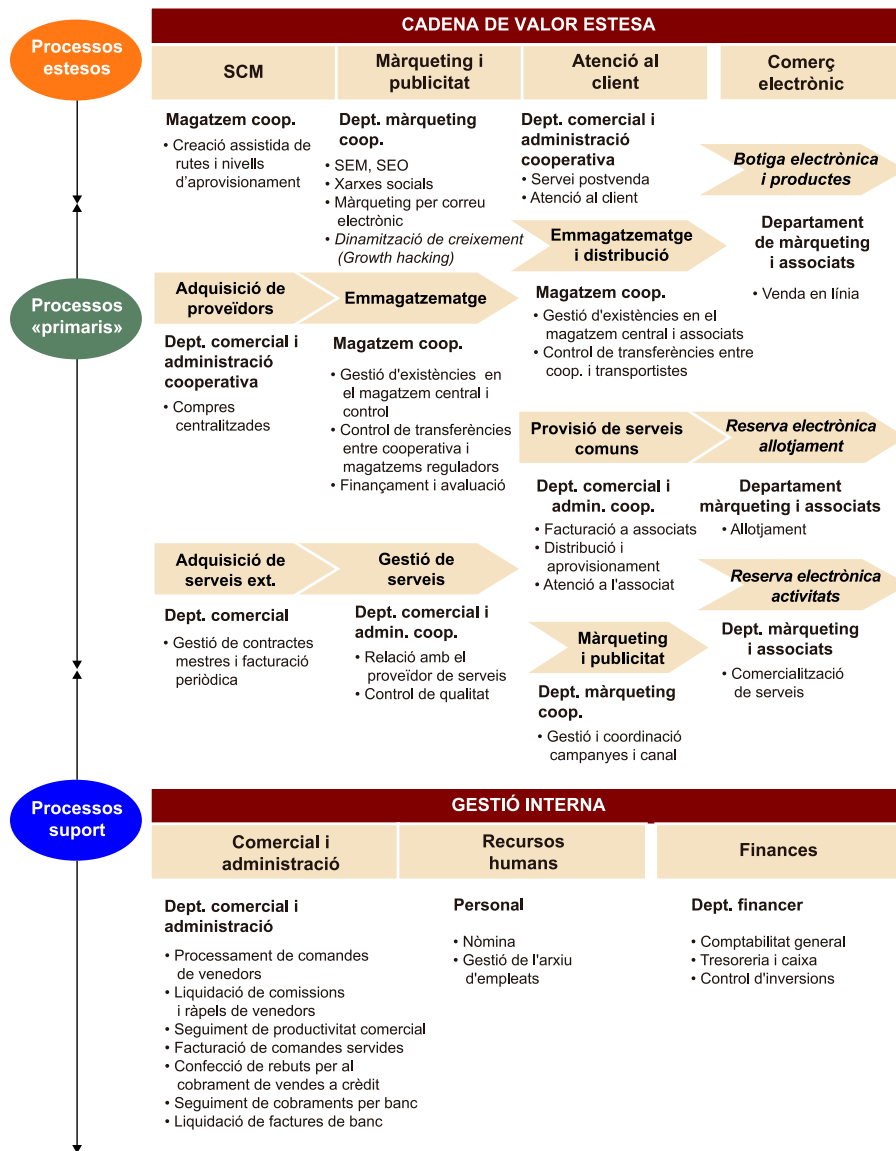 Processos
estesos
CADENA DE VALOR ESTESA
SCM
Màrqueting i
publicitat
Atenció al
client
Comerç
electrònic
Magatzem coop.
• Creació assistida de
rutes i nivells
d'aprovisionament
Dept. màrqueting
coop.
• SEM, SEO
• Xarxes socials
• Màrqueting per correu
electrònic
• Dinamització de creixement
(Growth hacking)
Dept. comercial i
administració
cooperativa
• Servei postvenda
• Atenció al client
Botiga electrònica
i productes
Departament
de màrqueting
i associats
• Venda en línia
Emmagatzematge
i distribució
Magatzem coop.
• Gestió d'existències en el
magatzem central i associats
• Control de transferències entre
coop. i transportistes
Processos
«primaris»
Adquisició de
proveïdors
Dept. comercial i
administració
cooperativa
• Compres
centralitzades
Emmagatzematge
Magatzem coop.
• Gestió d'existències en
el magatzem central i
control
• Control de transferències
entre cooperativa i
magatzems reguladors
• Finançament i avaluació
Provisió de serveis
comuns
Dept. comercial i
admin. coop.
• Facturació a associats
• Distribució i
aprovisionament
• Atenció a l'associat
Reserva electrònica
allotjament
Departament
màrqueting i associats
• Allotjament
Adquisició de
serveis ext.
Dept. comercial
• Gestió de contractes
mestres i facturació
periòdica
Gestió de
serveis
Dept. comercial i
admin. coop.
• Relació amb el
proveïdor de serveis
• Control de qualitat
Màrqueting
i publicitat
Dept. màrqueting
coop.
• Gestió i coordinació
campanyes i canal
Reserva electrònica
activitats
Dept. màrqueting
i associats
• Comercialització
de serveis
Processos
suport
GESTIÓ INTERNA
Comercial i
administració
Recursos
humans
Finances
Dept. comercial i
administració
• Processament de comandes
de venedors
• Liquidació de comissions
i ràpels de venedors
• Seguiment de productivitat comercial
• Facturació de comandes servides
• Confecció de rebuts per al
cobrament de vendes a crèdit
• Seguiment de cobraments per banc
• Liquidació de factures de banc
Personal
• Nòmina
• Gestió de l'arxiu
d'empleats
Dept. financer
• Comptabilitat general
• Tresoreria i caixa
• Control d'inversions